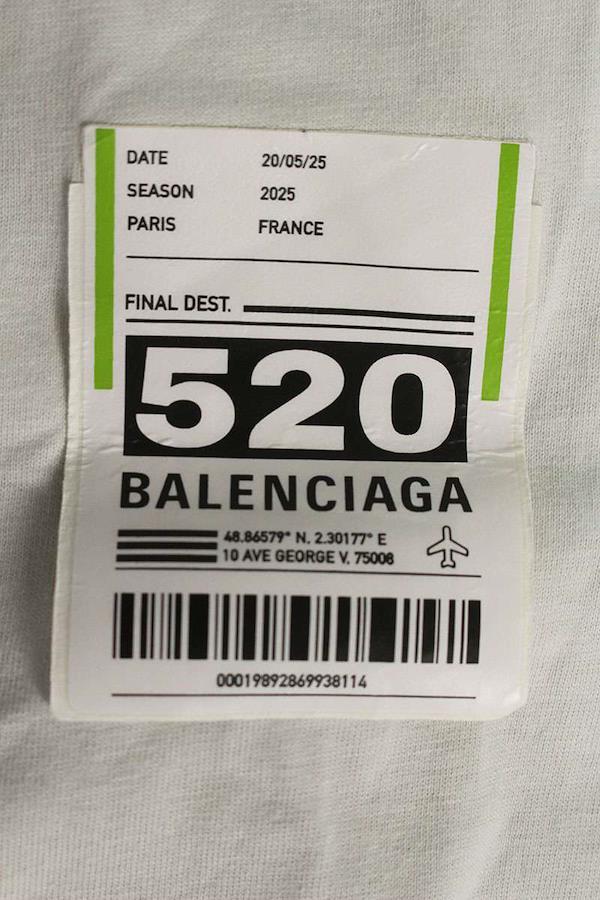 DATE 20/05/25
SEASON 2025
PARIS FRANCE
FINAL DEST.
520
BALENCIAGA
48.86579° N. 2.30177° E
10 AVE GEORGE V, 75008
00019892869938114